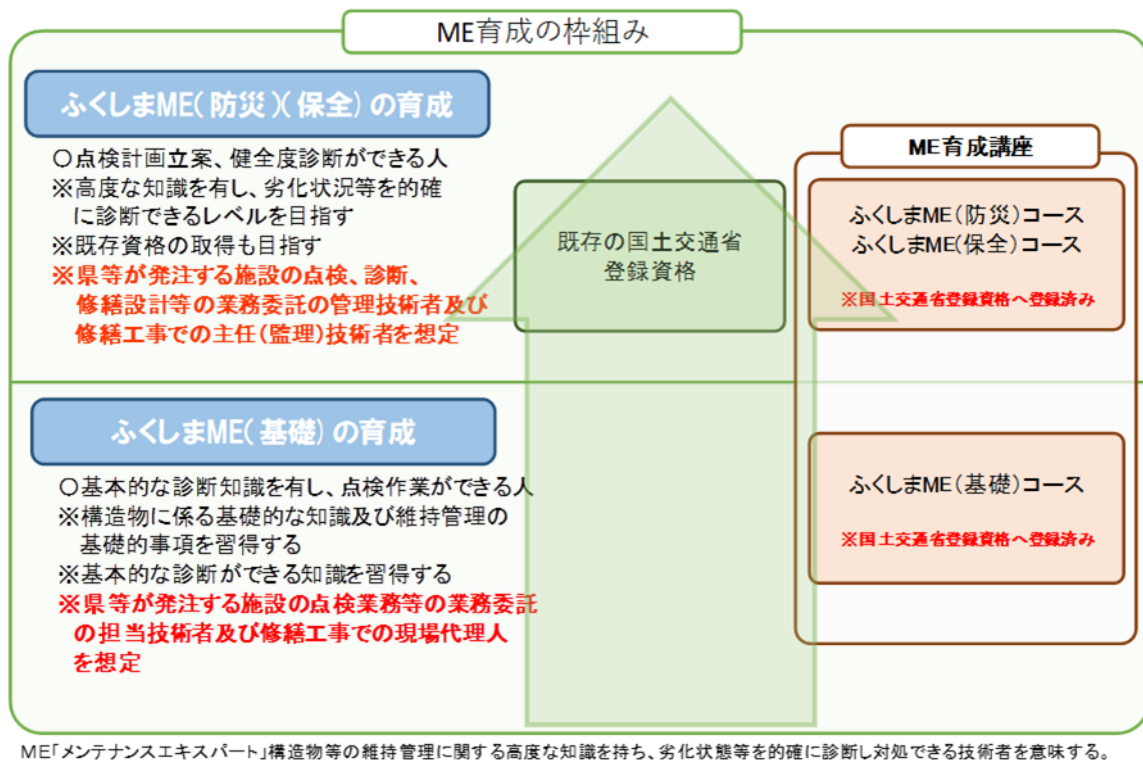 ME育成の枠組み
ふくしまME(防災)(保全)の育成
〇点検計画立案、健全度診断ができる人
※高度な知識を有し、劣化状況等を的確
に診断できるレベルを目指す
※既存資格の取得も目指す
※県等が発注する施設の点検、診断、
修繕設計等の業務委託の管理技術者及び
修繕工事での主任(監理)技術者を想定
既存の国土交通省
登録資格
ME育成講座
ふくしまME(防災)コース
ふくしまME(保全)コース
※国土交通省登録資格へ登録済み
ふくしまME(基礎)の育成
〇基本的な診断知識を有し、点検作業ができる人
※構造物に係る基礎的な知識及び維持管理の
基礎的事項を習得する
※基本的な診断ができる知識を習得する
※県等が発注する施設の点検業務等の業務委託
の担当技術者及び修繕工事での現場代理人
を想定
ふくしまME(基礎)コース
※国土交通省登録資格へ登録済み
ME「メンテナンスエキスパート」構造物等の維持管理に関する高度な知識を持ち、劣化状態等を的確に診断し対処できる技術者を意味する。